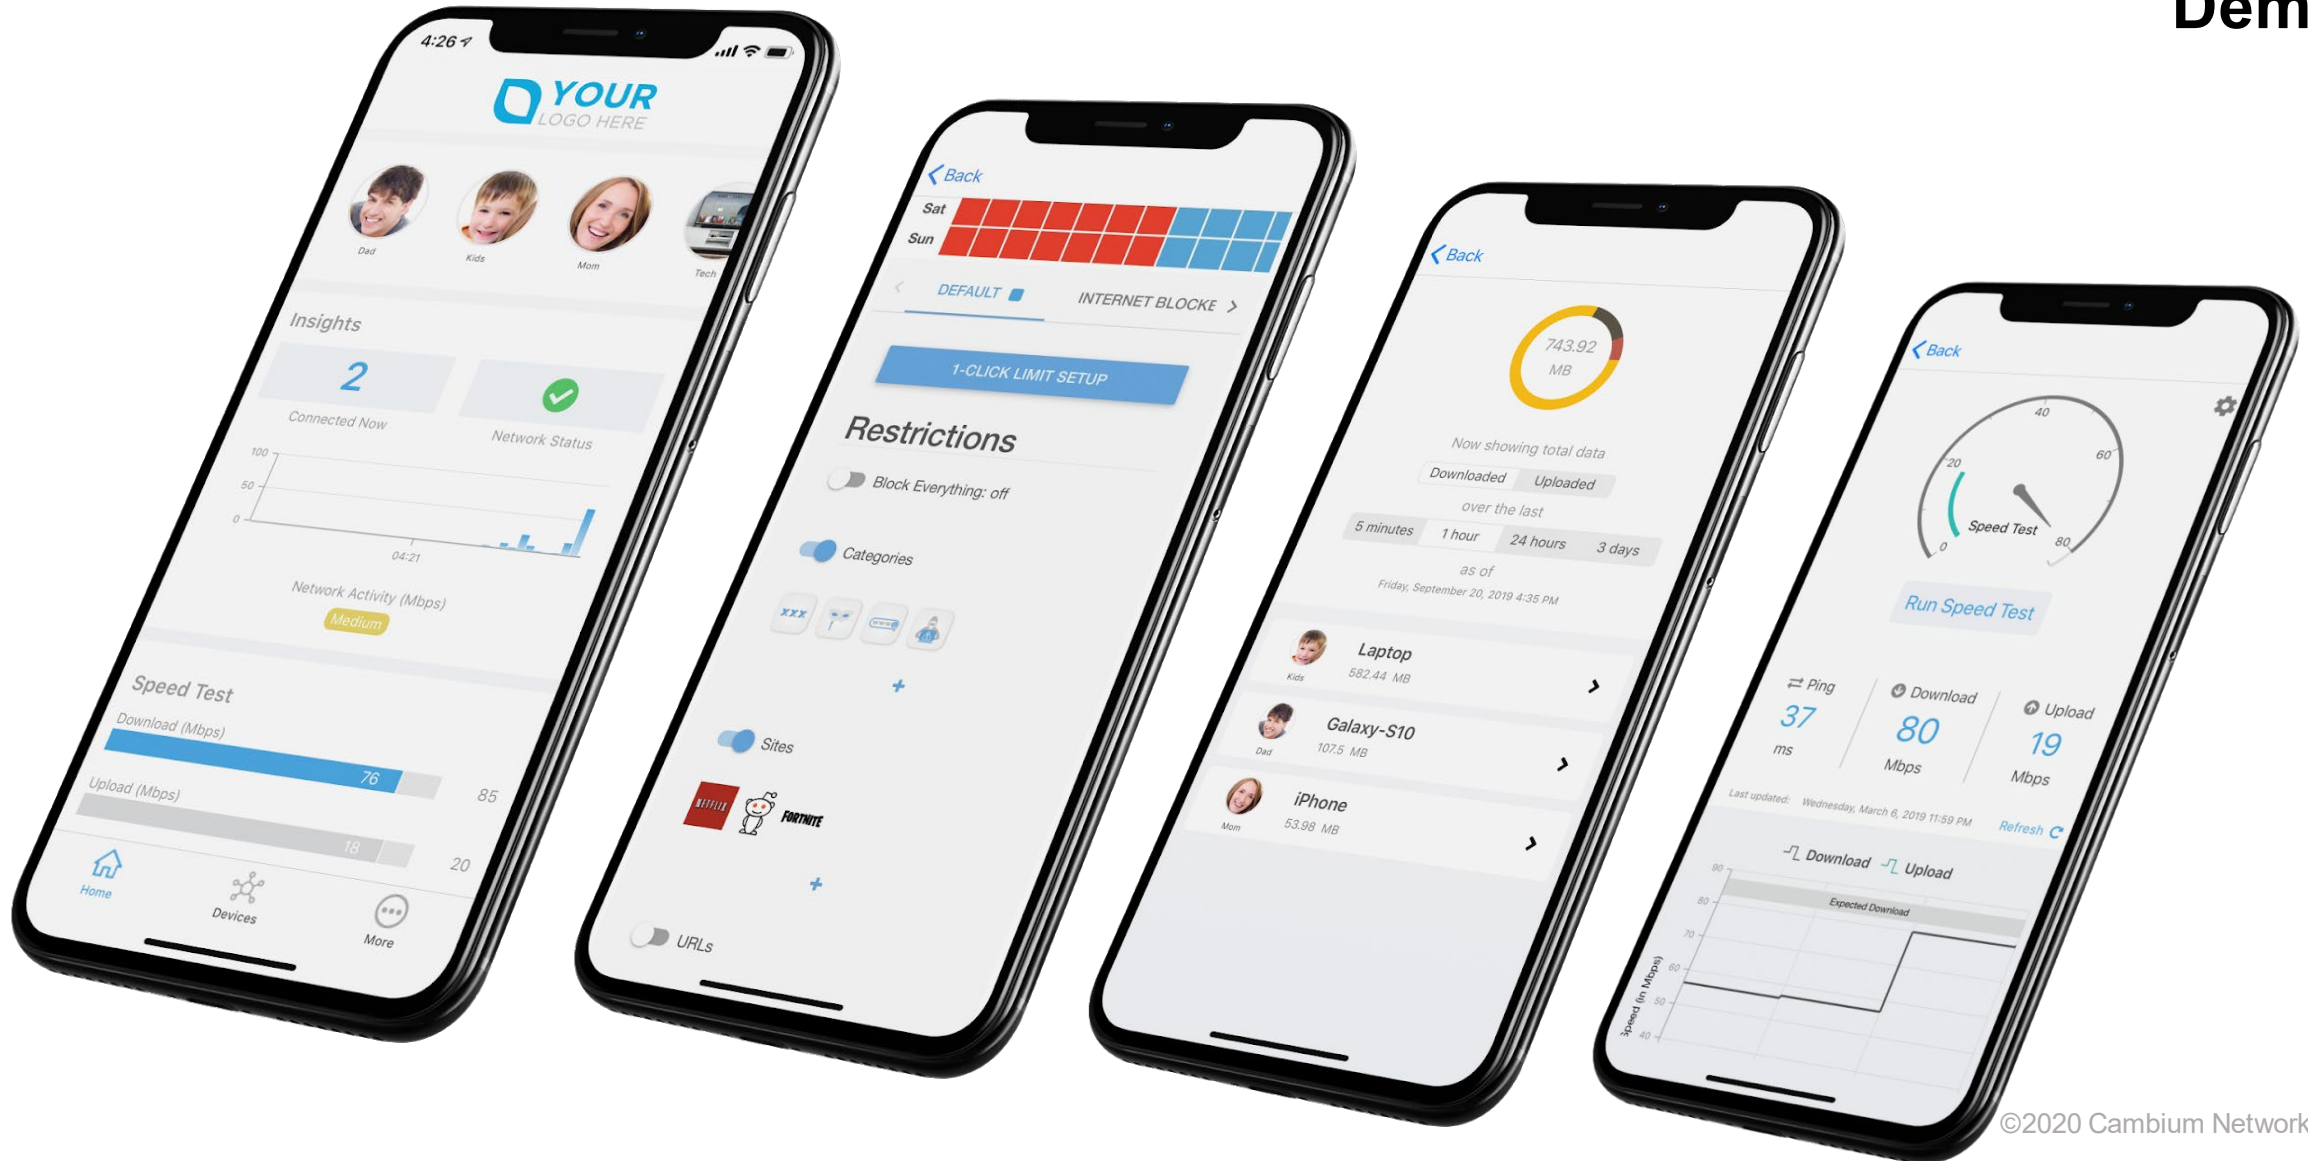 Dem
4:26
YOUR
LOGO HERE
Dad
Kids
Mom
Tech
Insights
2
Connected Now
Network Status
100
50
0
04:21
Network Activity (Mbps)
Medium
Speed Test
Download (Mbps)
76
85
Upload (Mbps)
18
20
Home
Devices
More
Back
Sat
Sun
DEFAULT
INTERNET BLOCKE
1-CLICK LIMIT SETUP
Restrictions
Block Everything: off
Categories
XXX
Sites
NETFLIX
FORTNITE
URLs
Back
743.92
MB
Now showing total data
Downloaded Uploaded
over the last
5 minutes 1 hour 24 hours 3 days
as of
Friday, September 20, 2019 4:35 PM
Laptop
582.44 MB
Kids
Galaxy-S10
107.5 MB
Dad
iPhone
53.98 MB
Mom
Back
40
20
60
Speed Test
0
80
Run Speed Test
Ping
37
ms
Download
80
Mbps
Upload
19
Mbps
Last updated: Wednesday, March 6, 2019 11:59 PM
Refresh
Download Upload
90
Expected Download
80
70
60
50
40
Speed (in Mbps)
©2020 Cambium Network